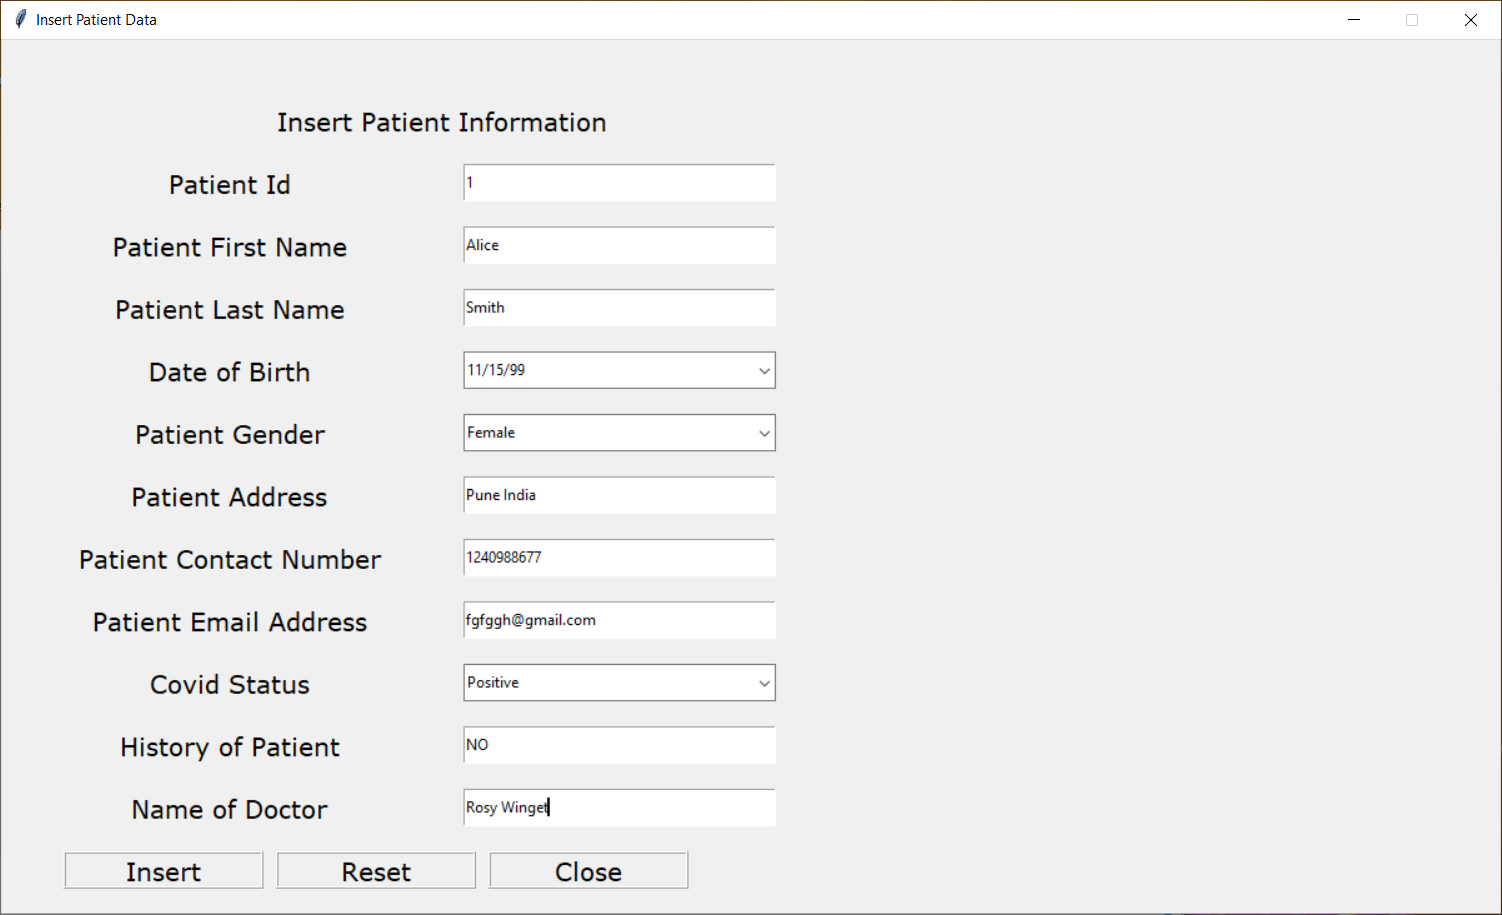 Insert Patient Data
Insert Patient Information
Patient Id 1
Patient First Name Alice
Patient Last Name Smith
Date of Birth 11/15/99
Patient Gender Female
Patient Address Pune India
Patient Contact Number 1240988677
Patient Email Address fgfggh@gmail.com
Covid Status Positive
History of Patient NO
Name of Doctor Rosy Winget
Insert Reset Close